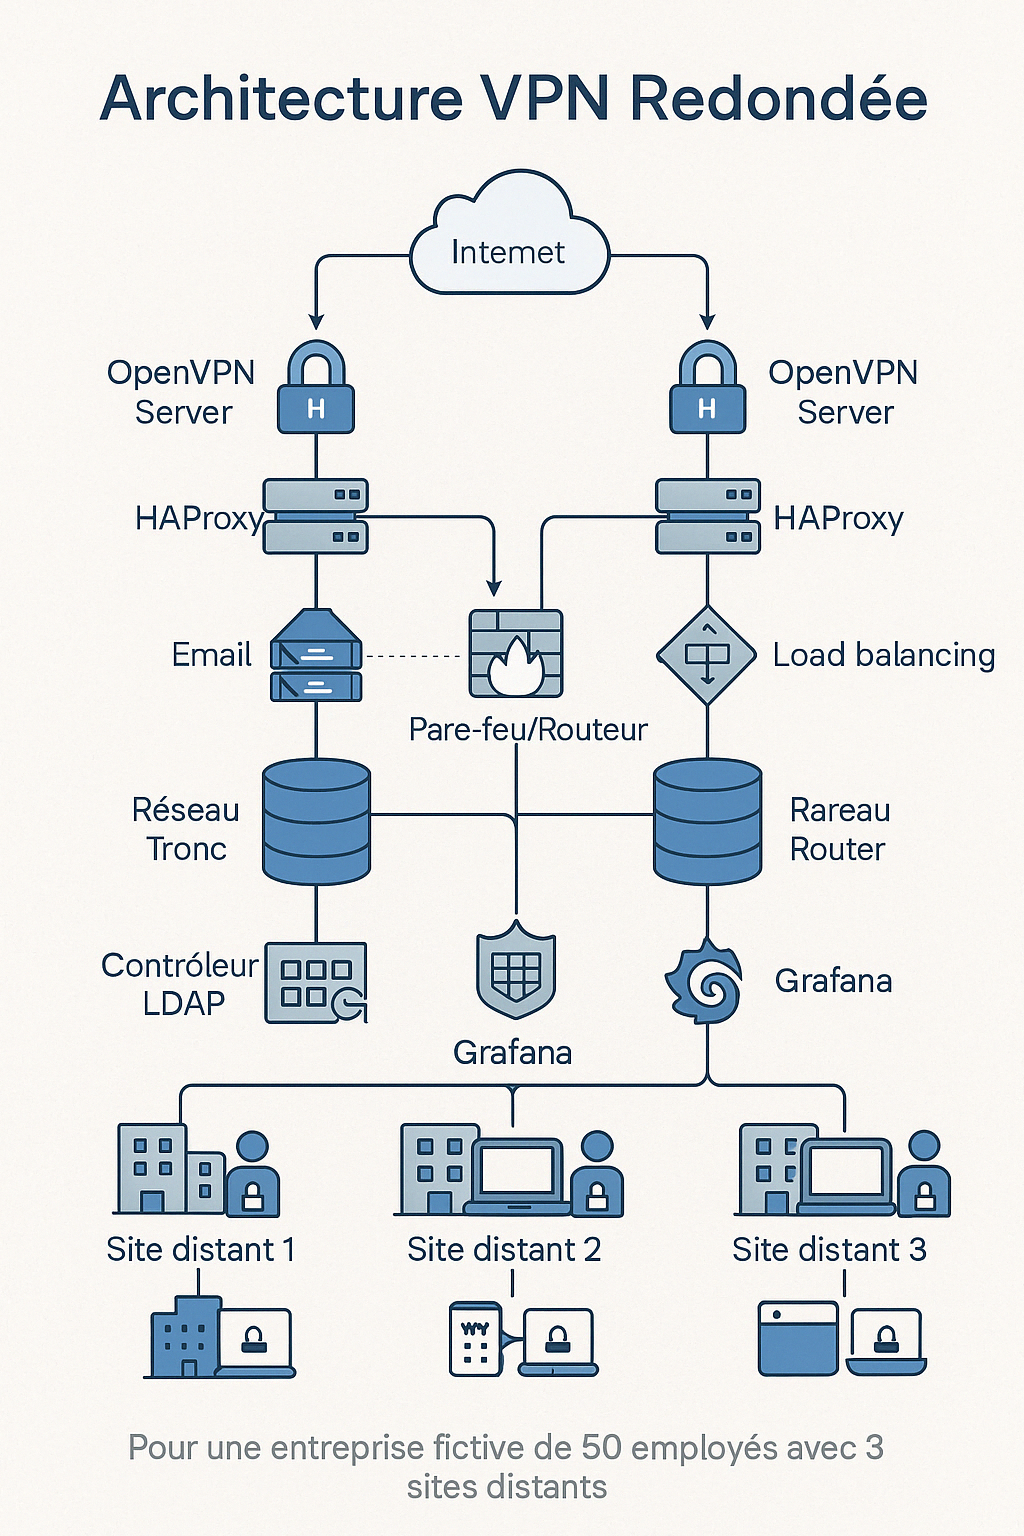 Architecture VPN Redondée
Internet
OpenVPN
Server
H
H
OpenVPN
Server
HAProxy
HAProxy
Email
Load balancing
Pare-feu/Routeur
Réseau
Tronc
Rareau
Router
Contróleur
LDAP
Grafana
Grafana
Site distant 1
Site distant 2
Site distant 3
Pour une entreprise fictive de 50 employés avec 3
sites distants